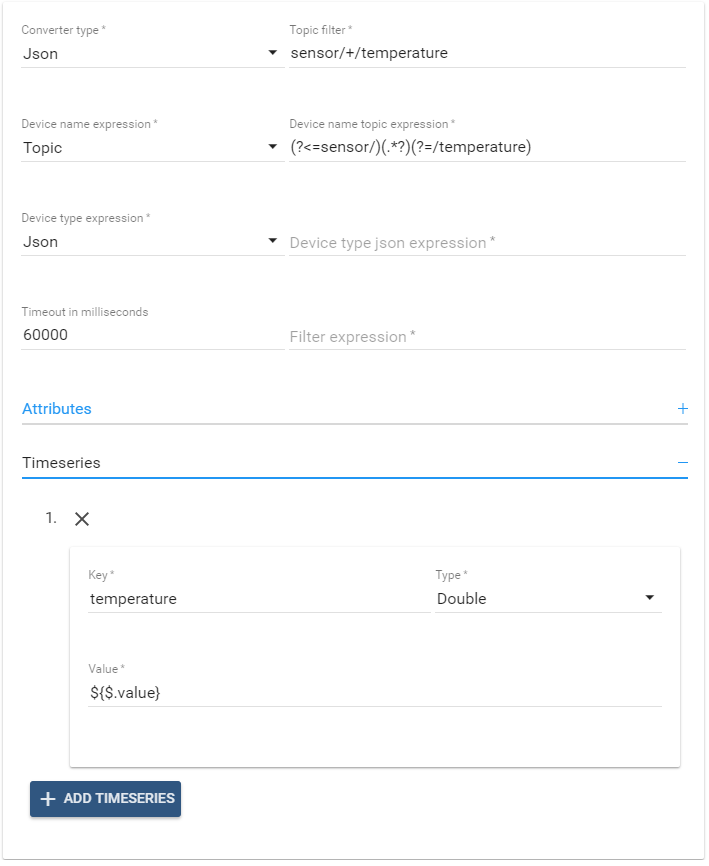 Converter type * Topic filter *
Json sensor/+/temperature
Device name expression * Device name topic expression *
Topic (?<=sensor/)(.*?)(?=/temperature)
Device type expression *
Json Device type json expression *
Timeout in milliseconds
60000 Filter expression *
Attributes +
Timeseries −
1. ✕
Key * Type *
temperature Double
Value *
${$.value}
+ ADD TIMESERIES